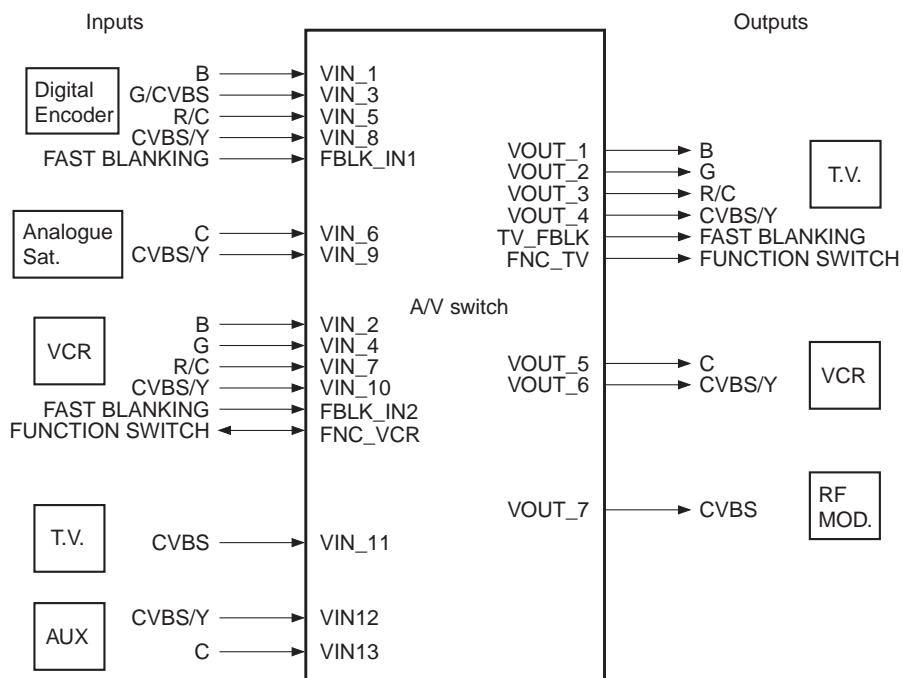 Inputs
Outputs
Digital
Encoder
B
VIN_1
G/CVBS
VIN_3
R/C
VIN_5
CVBS/Y
VIN_8
FAST BLANKING
FBLK_IN1
Analogue
Sat.
C
VIN_6
CVBS/Y
VIN_9
VCR
B
VIN_2
G
VIN_4
R/C
VIN_7
CVBS/Y
VIN_10
FAST BLANKING
FBLK_IN2
FUNCTION SWITCH
FNC_VCR
T.V.
CVBS
VIN_11
AUX
CVBS/Y
VIN12
C
VIN13
A/V switch
VOUT_1
B
VOUT_2
G
VOUT_3
R/C
VOUT_4
CVBS/Y
TV_FBLK
FAST BLANKING
FNC_TV
FUNCTION SWITCH
T.V.
VOUT_5
C
VOUT_6
CVBS/Y
VCR
VOUT_7
CVBS
RF
MOD.